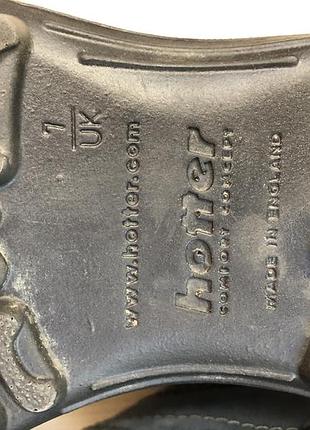 7
UK
www.hotter.com
hotter
COMFORT CONCEPT
MADE IN ENGLAND